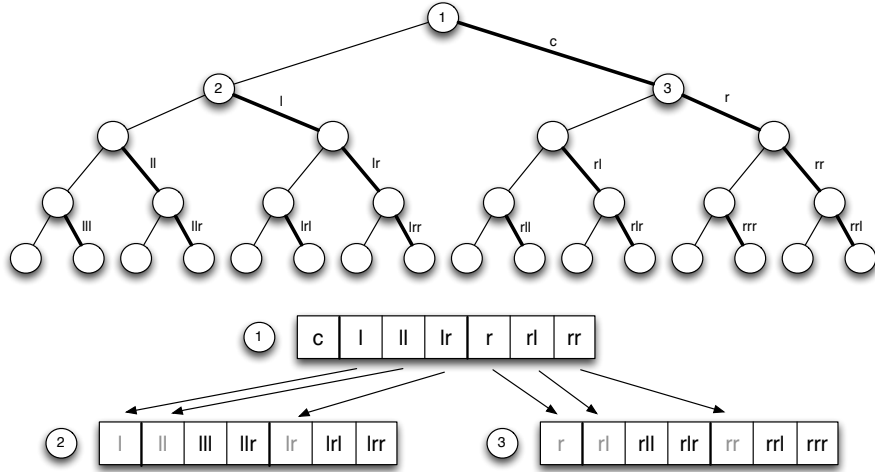 1
c
2
3
l
r
ll
lr
rl
rr
lll
llr
lrl
lrr
rll
rlr
rrr
rrl
1 c l ll lr r rl rr
2 l ll lll llr lr lrl lrr
3 r rl rll rlr rr rrl rrr